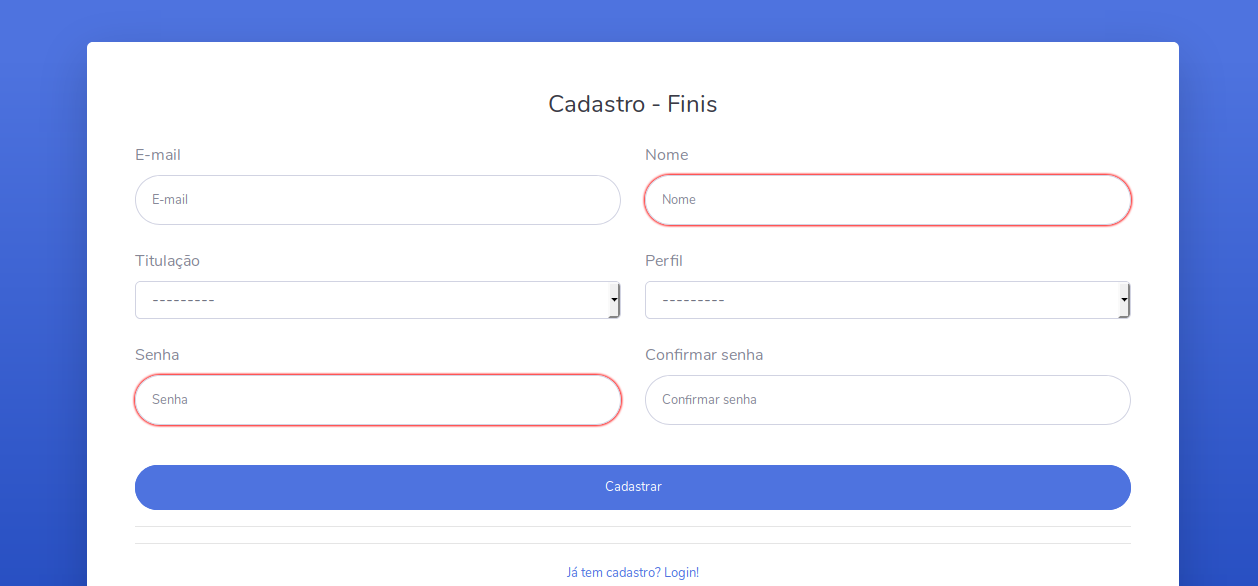 Cadastro - Finis
E-mail Nome
E-mail Nome
Titulação Perfil
--------- ---------
Senha Confirmar senha
Senha Confirmar senha
Cadastrar
Já tem cadastro? Login!